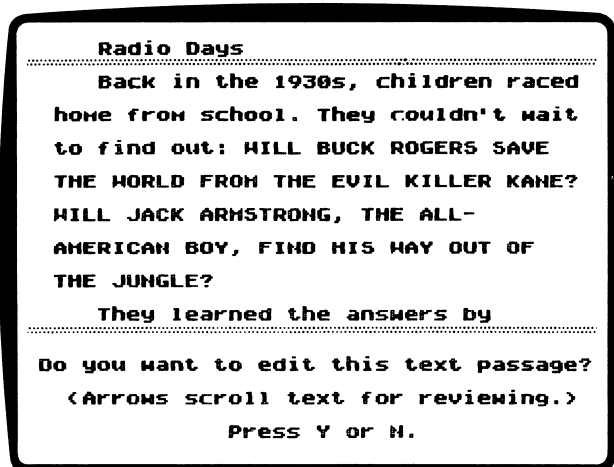 Radio Days
Back in the 1930s, children raced
home from school. They couldn't wait
to find out: WILL BUCK ROGERS SAVE
THE WORLD FROM THE EVIL KILLER KANE?
WILL JACK ARMSTRONG, THE ALL-
AMERICAN BOY, FIND HIS WAY OUT OF
THE JUNGLE?
They learned the answers by
Do you want to edit this text passage?
(Arrows scroll text for reviewing.)
Press Y or N.